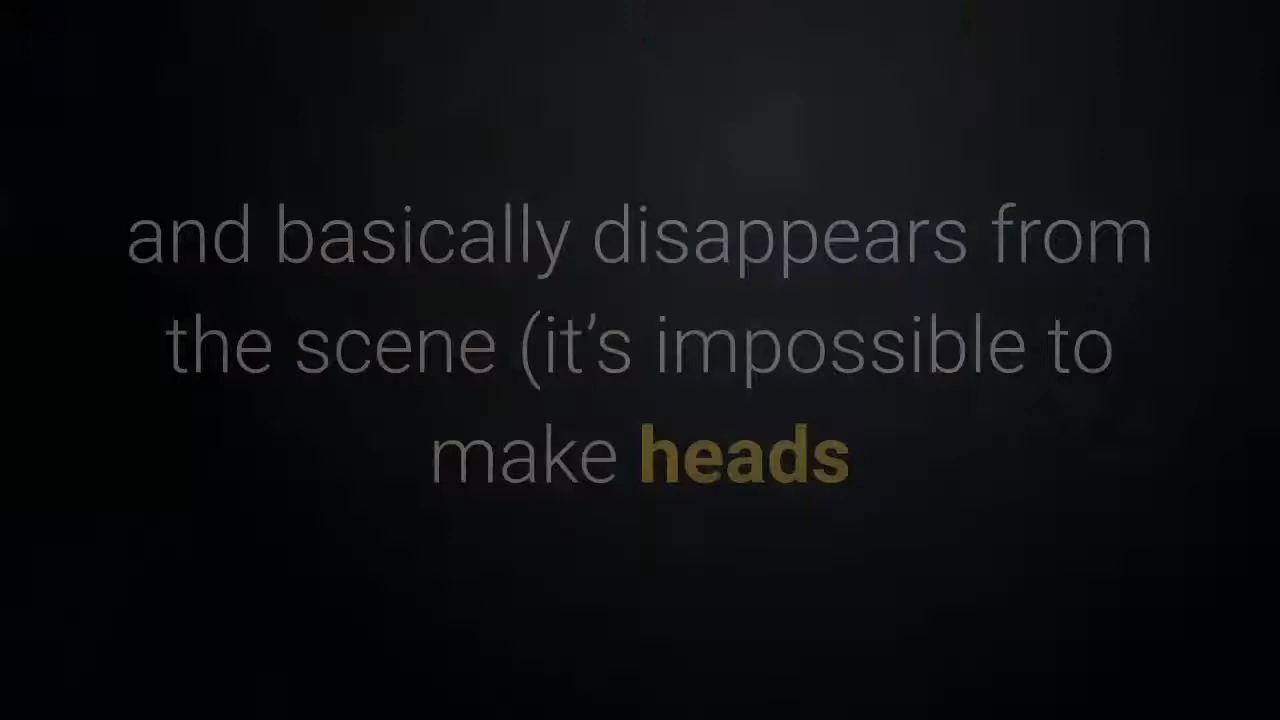 and basically disappears from
the scene (it’s impossible to
make heads